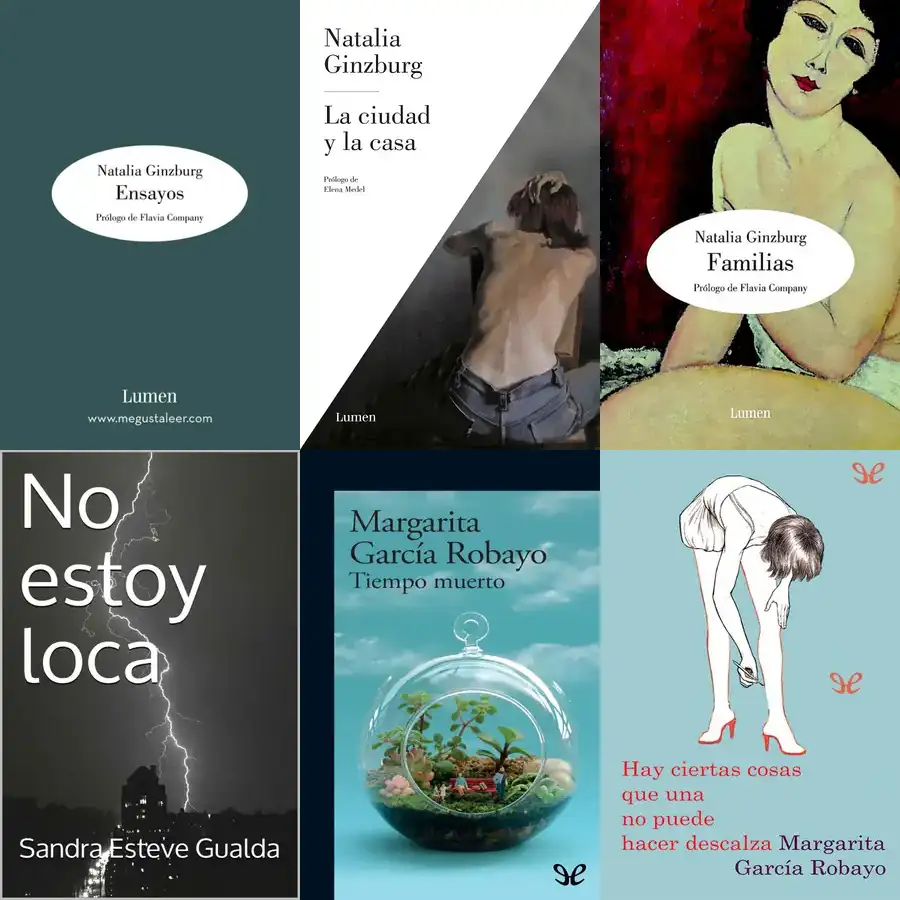 Natalia Ginzburg
Ensayos
Prólogo de Flavia Company
Lumen
www.megustaleer.com
Natalia
Ginzburg
La ciudad
y la casa
Prólogo de
Elena Medel
Lumen
Natalia Ginzburg
Familias
Prólogo de Flavia Company
Lumen
No
estoy
loca
Sandra Esteve Gualda
Margarita
García Robayo
Tiempo muerto
Hay ciertas cosas
que una
no puede
hacer descalza Margarita
García Robayo